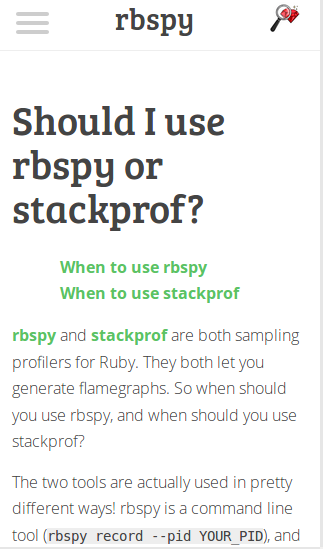 rbspy
Should I use
rbspy or
stackprof?
When to use rbspy
When to use stackprof
rbspy and stackprof are both sampling
profilers for Ruby. They both let you
generate flamegraphs. So when should
you use rbspy, and when should you use
stackprof?
The two tools are actually used in pretty
different ways! rbspy is a command line
tool (rbspy record --pid YOUR_PID), and